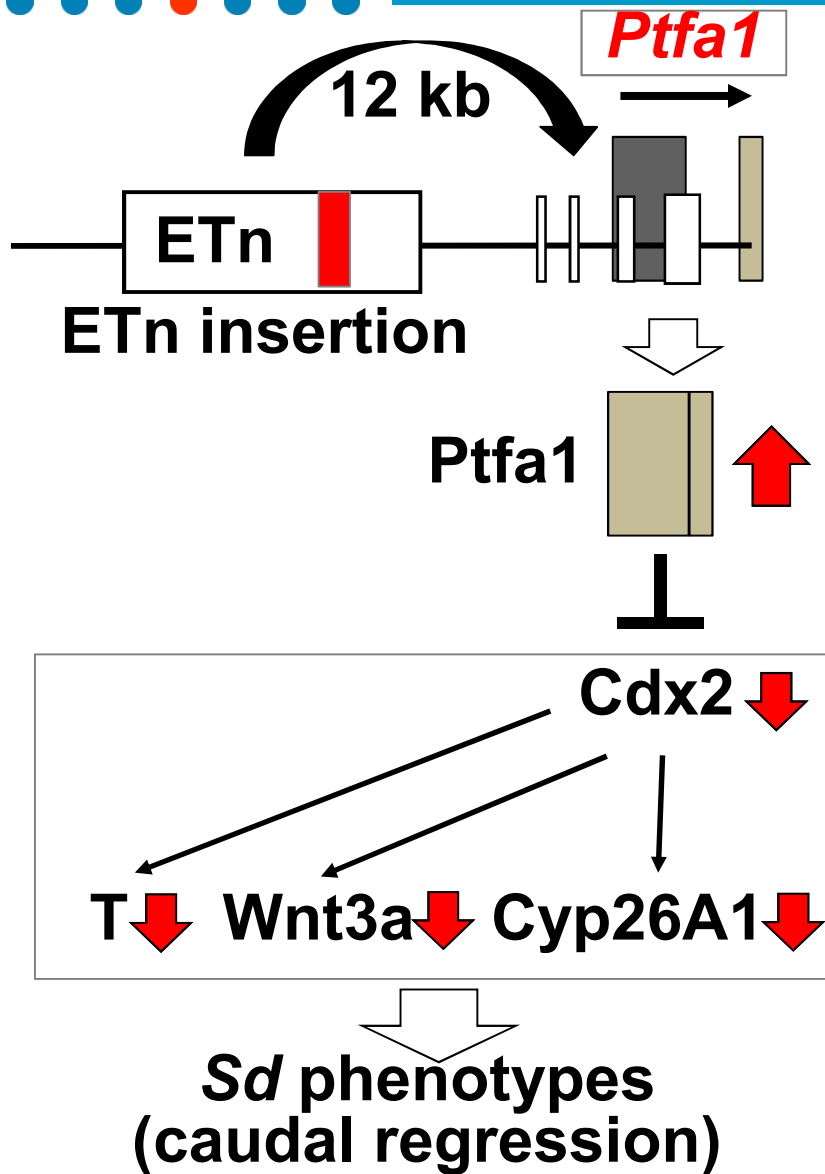 Ptfa1
12 kb
ETn
ETn insertion
Ptfa1
Cdx2
T Wnt3a Cyp26A1
Sd phenotypes
(caudal regression)